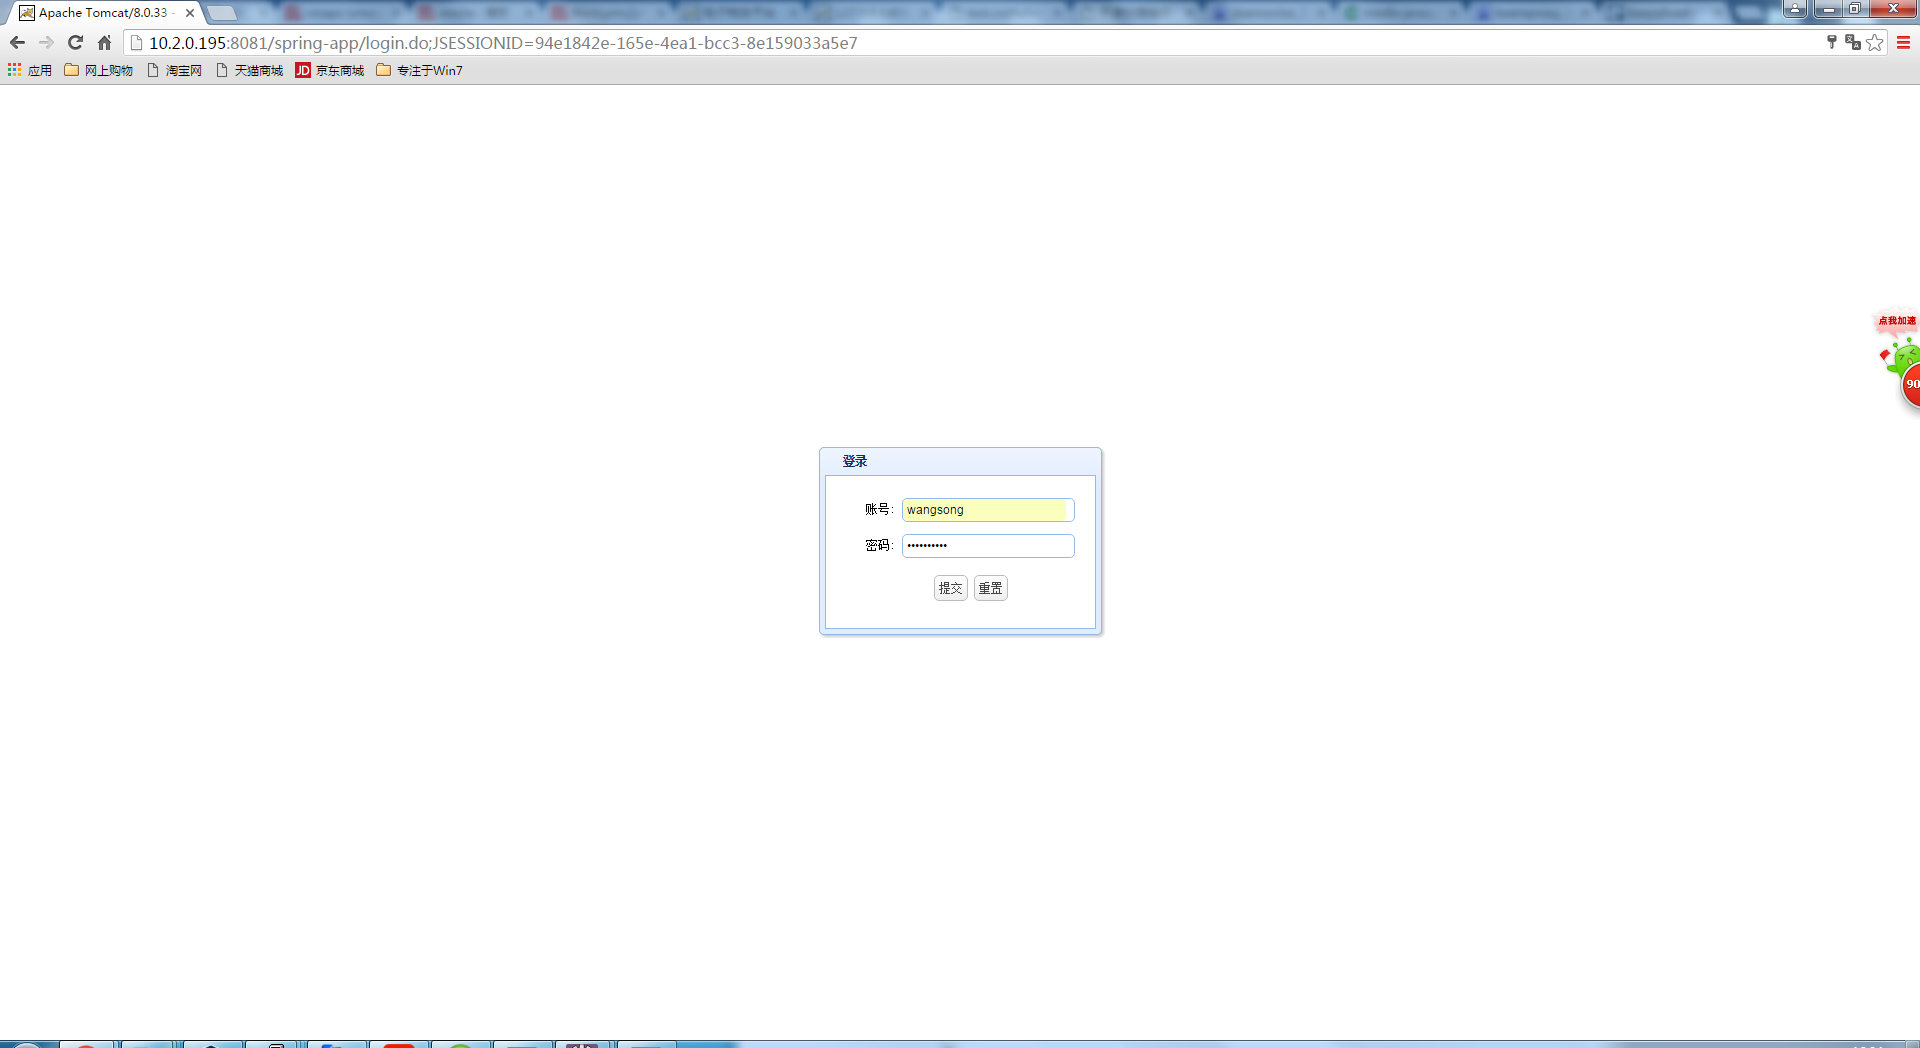 Apache Tomcat/8.0.33 -
10.2.0.195:8081/spring-app/login.do;JSESSIONID=94e1842e-165e-4ea1-bcc3-8e159033a5e7
应用 网上购物 淘宝网 天猫商城 JD 京东商城 专注于Win7
点我加速
90
登录
账号: wangsong
密码: ••••••••••
提交 重置